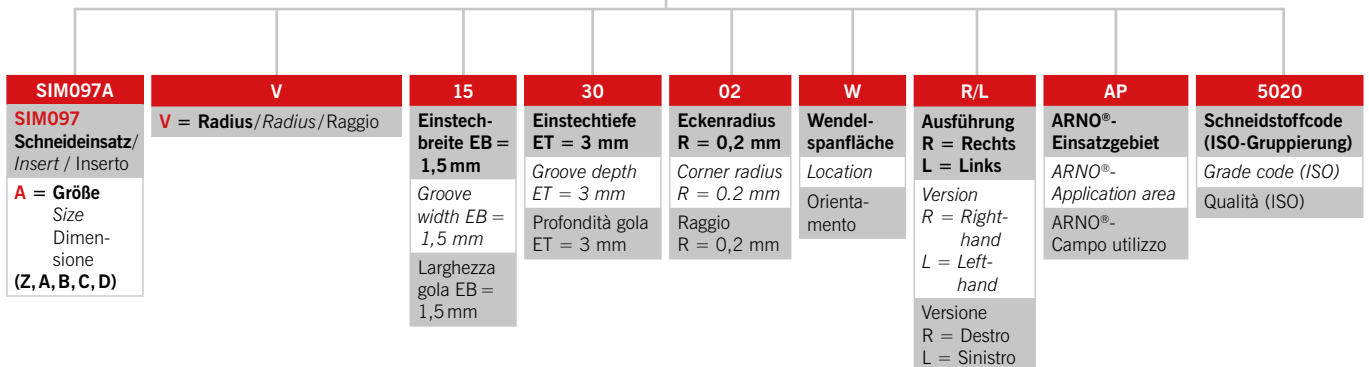 SIM097A
SIM097
Schneideinsatz/
Insert / Inserto
A = Größe
Size
Dimen-
sione
(Z, A, B, C, D)
V
V = Radius/Radius/Raggio
15
Einstech-
breite EB =
1,5 mm
Groove
width EB =
1,5 mm
Larghezza
gola EB =
1,5 mm
30
Einstechtiefe
ET = 3 mm
Groove depth
ET = 3 mm
Profondità gola
ET = 3 mm
02
Eckenradius
R = 0,2 mm
Corner radius
R = 0.2 mm
Raggio
R = 0,2 mm
W
Wendel-
spanfläche
Location
Orienta-
mento
R/L
Ausführung
R = Rechts
L = Links
Version
R = Right-
hand
L = Left-
hand
Versione
R = Destro
L = Sinistro
AP
ARNO®-
Einsatzgebiet
ARNO®-
Application area
ARNO®-
Campo utilizzo
5020
Schneidstoffcode
(ISO-Gruppierung)
Grade code (ISO)
Qualità (ISO)